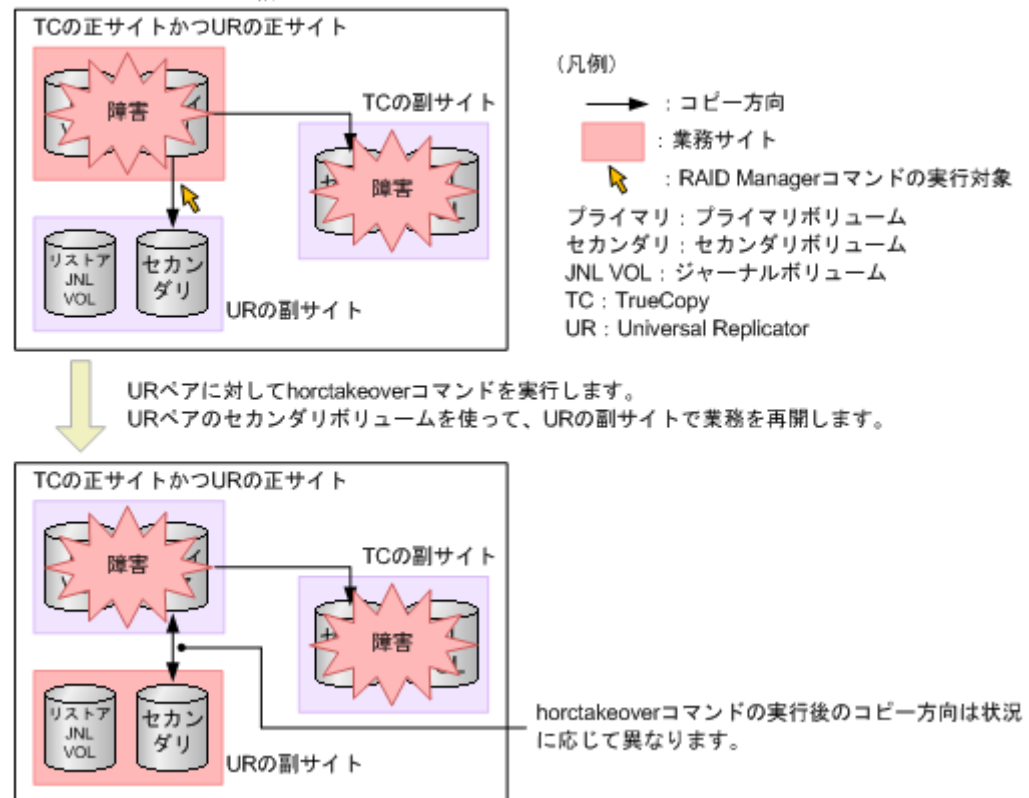 TCの正サイトかつURの正サイト
障害
TCの副サイト
障害
リストア
JNL
VOL
セカン
ダリ
URの副サイト
(凡例)
:コピー方向
:業務サイト
:RAID Managerコマンドの実行対象
プライマリ:プライマリボリューム
セカンダリ:セカンダリボリューム
JNL VOL:ジャーナルボリューム
TC:TrueCopy
UR:Universal Replicator
URペアに対してhorctakeoverコマンドを実行します。
URペアのセカンダリボリュームを使って、URの副サイトで業務を再開します。
TCの正サイトかつURの正サイト
障害
TCの副サイト
障害
リストア
JNL
VOL
セカン
ダリ
URの副サイト
horctakeoverコマンドの実行後のコピー方向は状況
に応じて異なります。